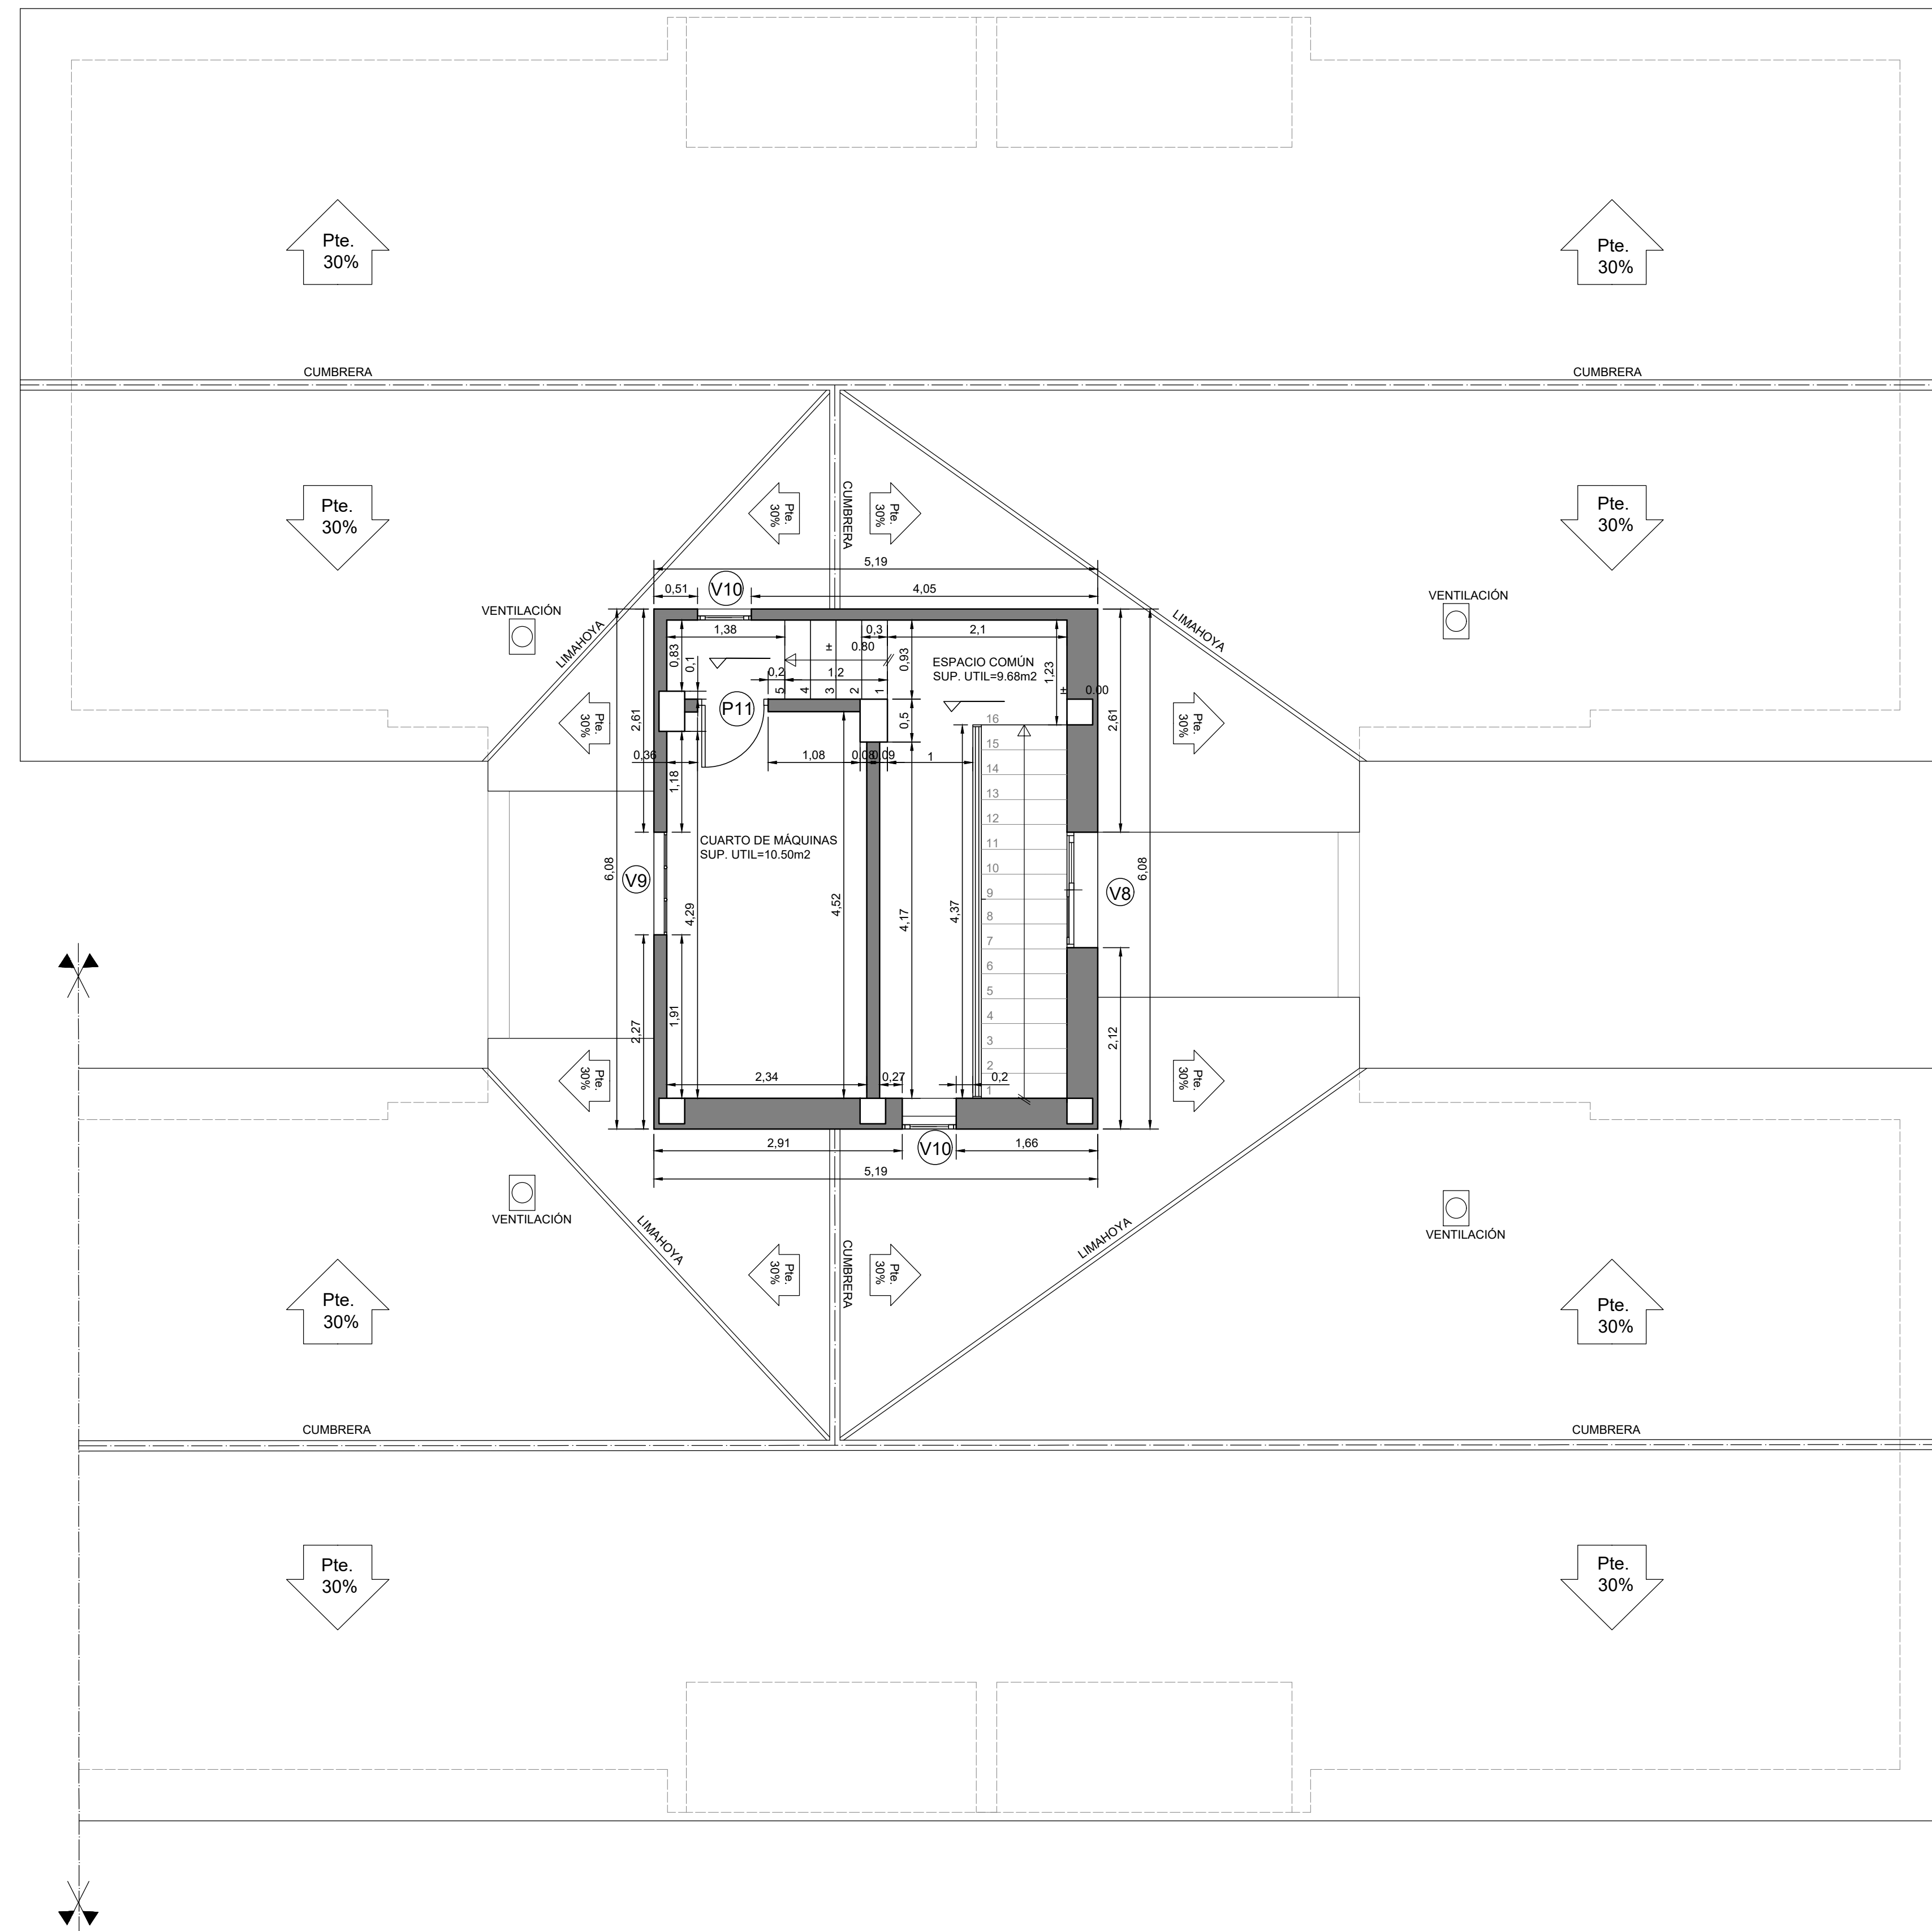 Pte.
30%
Pte.
30%
CUMBRERA
CUMBRERA
Pte.
30%
Pte.
30%
CUMBRERA
Pte.
30%
Pte.
30%
5,19
0,51
V10
4,05
VENTILACIÓN
VENTILACIÓN
LIMAHOYA
LIMAHOYA
1,38
0,3
2,1
0,83
0,1
± 0.80
0,93
ESPACIO COMÚN
SUP. UTIL=9.68m2
1,23
0,2
1,2
5
4
3
2
1
± 0.00
P11
0,5
2,61
2,61
Pte.
30%
Pte.
30%
0,36
1,18
1,08
0,08
0,09
1
16
15
14
13
12
11
10
9
8
7
6
5
4
3
2
1
CUARTO DE MÁQUINAS
SUP. UTIL=10.50m2
6,08
V9
4,29
4,52
4,17
4,37
V8
6,08
2,27
1,91
2,12
2,34
0,27
0,2
Pte.
30%
Pte.
30%
2,91
V10
1,66
5,19
VENTILACIÓN
VENTILACIÓN
LIMAHOYA
LIMAHOYA
Pte.
30%
Pte.
30%
CUMBRERA
Pte.
30%
Pte.
30%
CUMBRERA
CUMBRERA
Pte.
30%
Pte.
30%